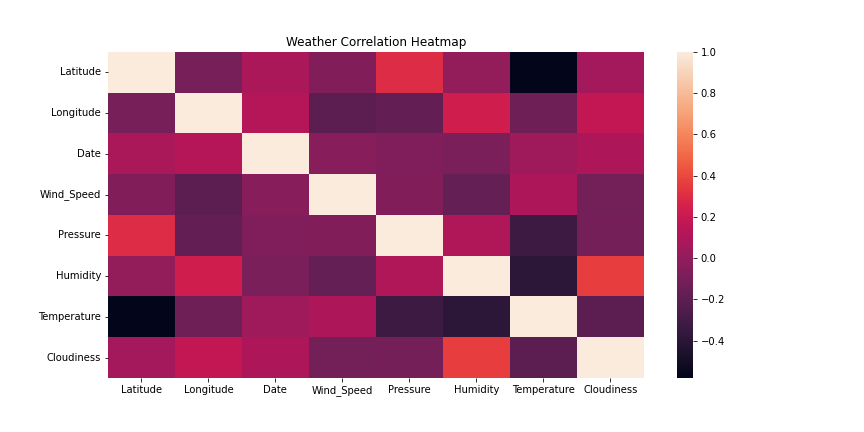 Weather Correlation Heatmap
Latitude
Longitude
Date
Wind_Speed
Pressure
Humidity
Temperature
Cloudiness
Latitude Longitude Date Wind_Speed Pressure Humidity Temperature Cloudiness
1.0
0.8
0.6
0.4
0.2
0.0
−0.2
−0.4